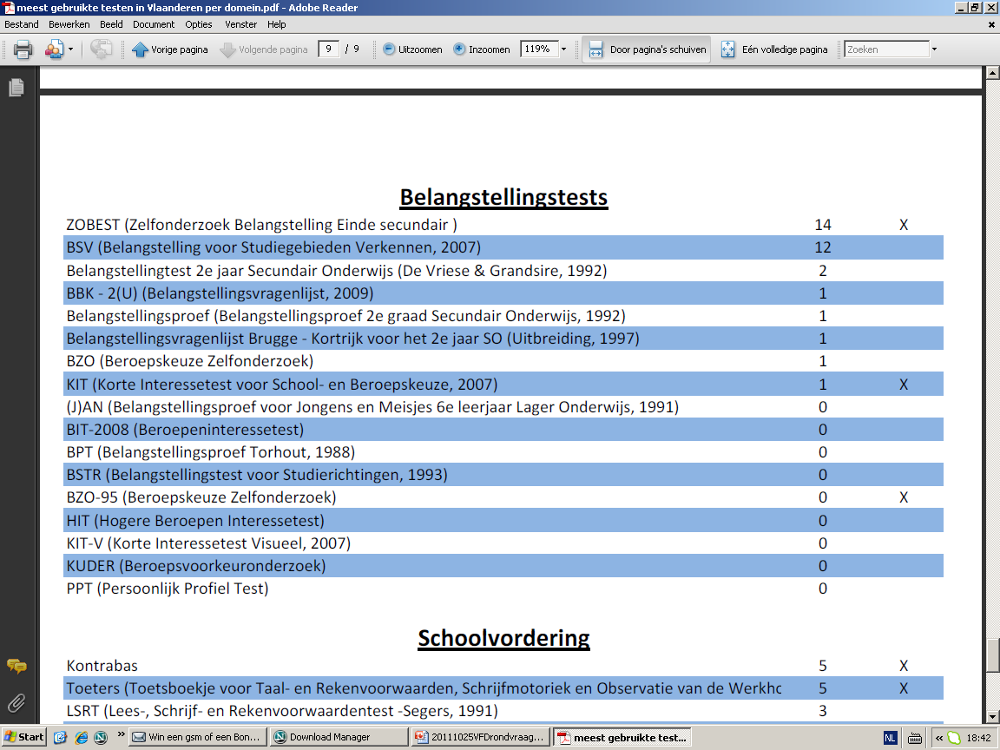 meest gebruikte testen in Vlaanderen per domein.pdf - Adobe Reader
Bestand Bewerken Beeld Document Opties Venster Help
Vorige pagina Volgende pagina 9 / 9 Uitzoomen Inzoomen 119% Door pagina's schuiven Eén volledige pagina Zoeken
Belangstellingstests
ZOBEST (Zelfonderzoek Belangstelling Einde secundair ) 14 X
BSV (Belangstelling voor Studiegebieden Verkennen, 2007) 12
Belangstellingtest 2e jaar Secundair Onderwijs (De Vriese & Grandsire, 1992) 2
BBK - 2(U) (Belangstellingsvragenlijst, 2009) 1
Belangstellingsproef (Belangstellingsproef 2e graad Secundair Onderwijs, 1992) 1
Belangstellingsvragenlijst Brugge - Kortrijk voor het 2e jaar SO (Uitbreiding, 1997) 1
BZO (Beroepskeuze Zelfonderzoek) 1
KIT (Korte Interessetest voor School- en Beroepskeuze, 2007) 1 X
(J)AN (Belangstellingsproef voor Jongens en Meisjes 6e leerjaar Lager Onderwijs, 1991) 0
BIT-2008 (Beroepeninteressetest) 0
BPT (Belangstellingsproef Torhout, 1988) 0
BSTR (Belangstellingstest voor Studierichtingen, 1993) 0
BZO-95 (Beroepskeuze Zelfonderzoek) 0 X
HIT (Hogere Beroepen Interessetest) 0
KIT-V (Korte Interessetest Visueel, 2007) 0
KUDER (Beroepsvoorkeuronderzoek) 0
PPT (Persoonlijk Profiel Test) 0
Schoolvordering
Kontrabas 5 X
Toeters (Toetsboekje voor Taal- en Rekenvoorwaarden, Schrijfmotoriek en Observatie van de Werkho 5 X
LSRT (Lees-, Schrijf- en Rekenvoorwaardentest -Segers, 1991) 3
Start » Win een gsm of een Bon... Download Manager 20111025VFDrondvraag... meest gebruikte test... NL « 18:42